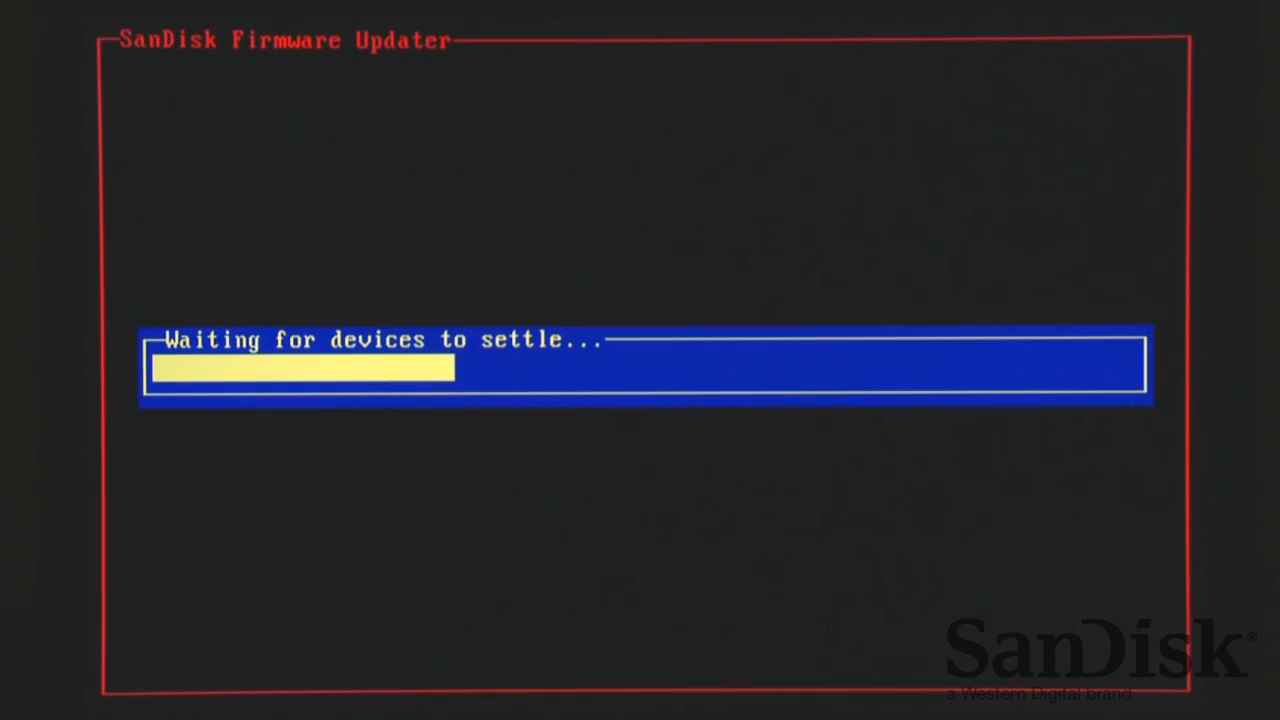 SanDisk Firmware Updater
Waiting for devices to settle...
SanDisk®
a Western Digital brand